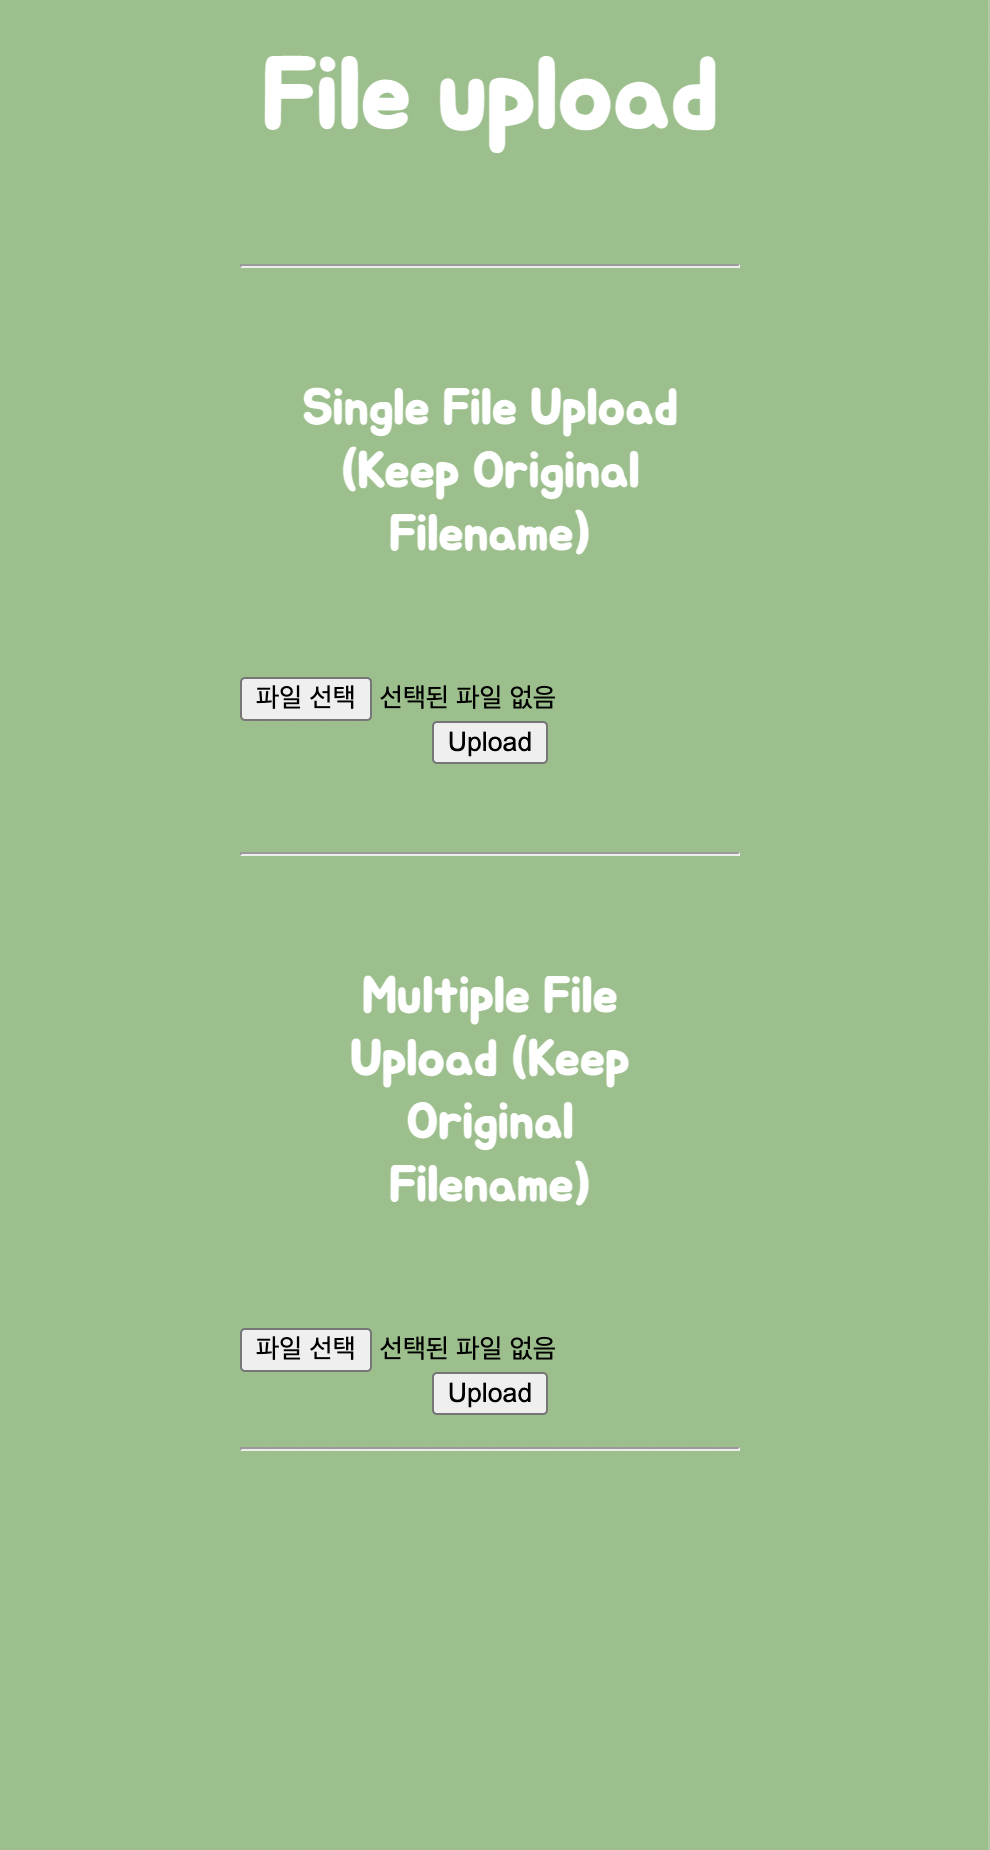 File upload
Single File Upload
(Keep Original
Filename)
파일 선택 선택된 파일 없음
Upload
Multiple File
Upload (Keep
Original
Filename)
파일 선택 선택된 파일 없음
Upload